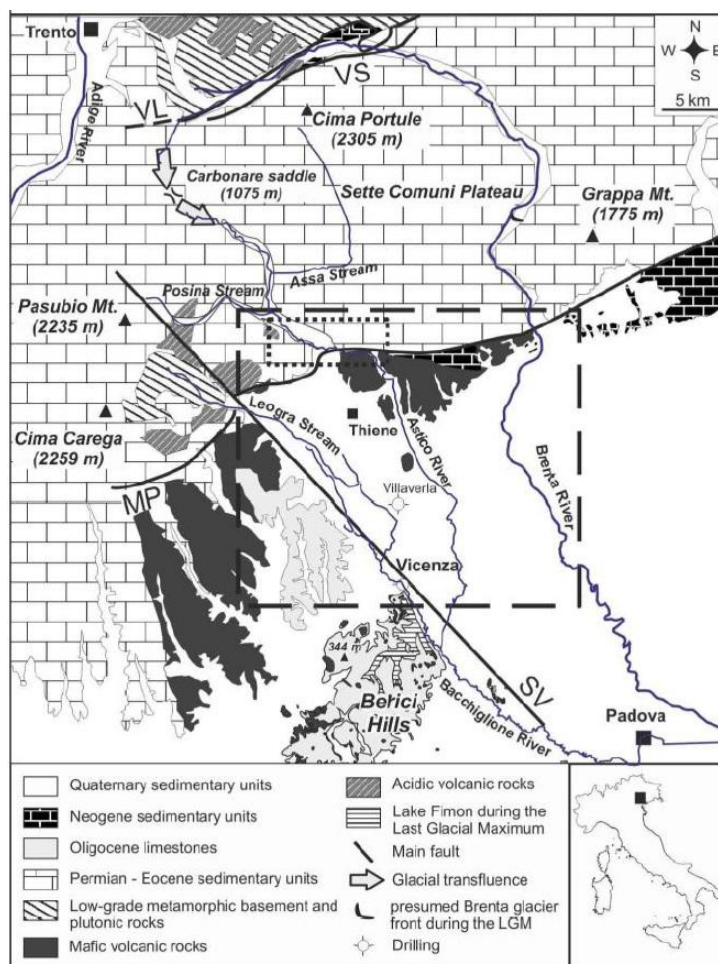 Trento
N
W E
S
5 km
Adige River
VL
VS
Cima Portule
(2305 m)
Carbonare saddle
(1075 m)
Sette Comuni Plateau
Grappa Mt.
(1775 m)
Assa Stream
Posina Stream
Pasubio Mt.
(2235 m)
Cima Carega
(2259 m)
Leogra Stream
Thiene
Astico River
Brenta River
Villaverla
MP
Vicenza
344 m
Berici
Hills
SV
Bacchiglione River
Padova
Quaternary sedimentary units
Neogene sedimentary units
Oligocene limestones
Permian - Eocene sedimentary units
Low-grade metamorphic basement and
plutonic rocks
Mafic volcanic rocks
Acidic volcanic rocks
Lake Fimon during the
Last Glacial Maximum
Main fault
Glacial transfluence
presumed Brenta glacier
front during the LGM
Drilling